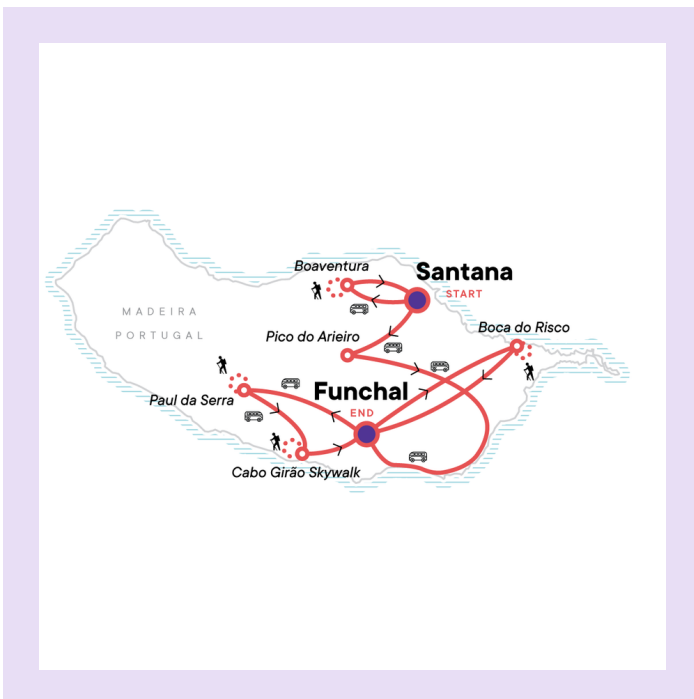 Boaventura
Santana
START
MADEIRA
PORTUGAL
Boca do Risco
Pico do Arieiro
Paul da Serra
Funchal
END
Cabo Girão Skywalk